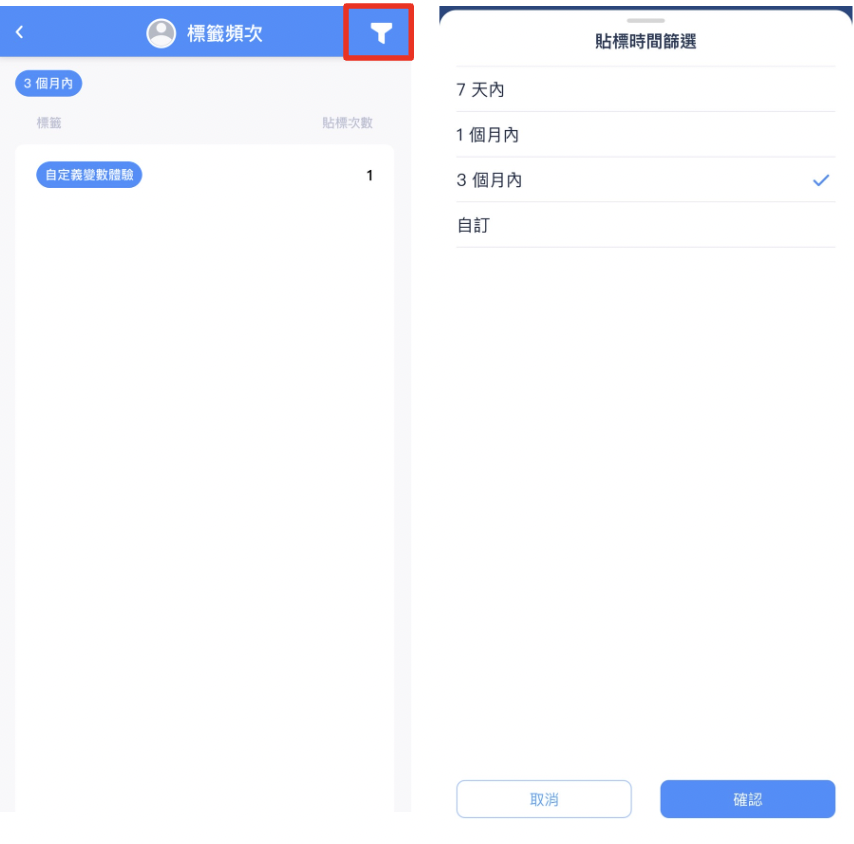 標籤頻次
3 個月內
標籤 貼標次數
自定義變數體驗 1
貼標時間篩選
7 天內
1 個月內
3 個月內
自訂
取消 確認